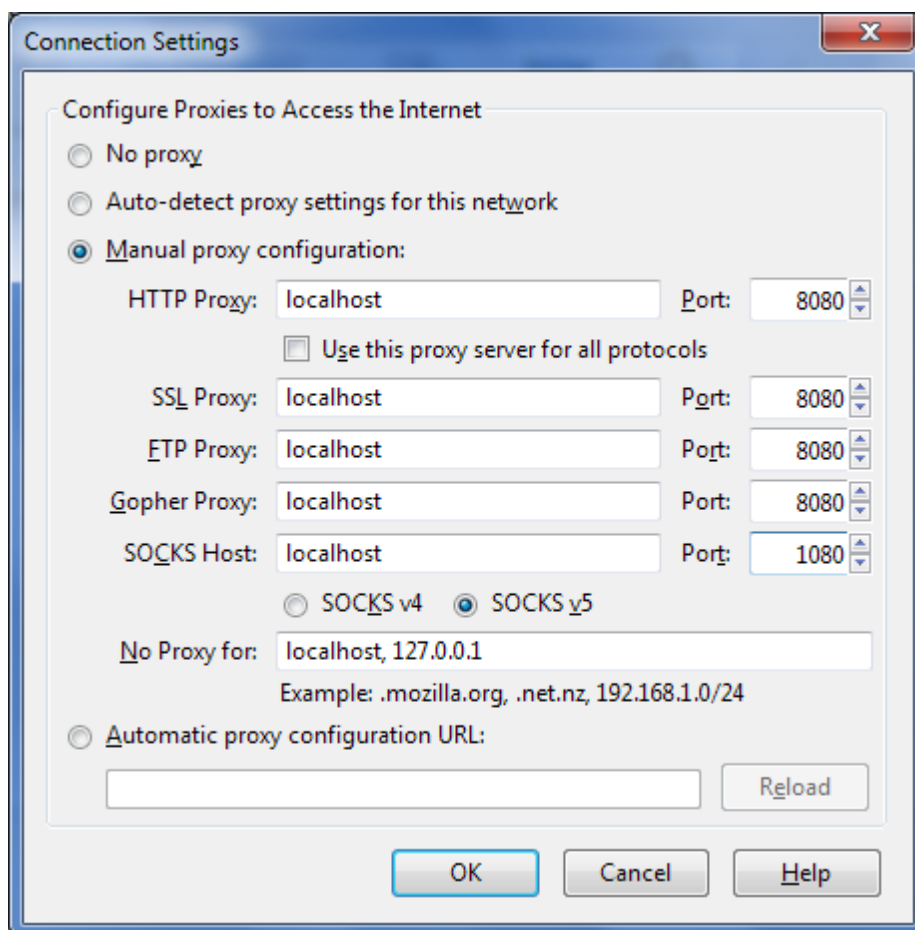 Connection Settings
Configure Proxies to Access the Internet
No proxy
Auto-detect proxy settings for this network
Manual proxy configuration:
HTTP Proxy: localhost Port: 8080
Use this proxy server for all protocols
SSL Proxy: localhost Port: 8080
FTP Proxy: localhost Port: 8080
Gopher Proxy: localhost Port: 8080
SOCKS Host: localhost Port: 1080
SOCKS v4 SOCKS v5
No Proxy for: localhost, 127.0.0.1
Example: .mozilla.org, .net.nz, 192.168.1.0/24
Automatic proxy configuration URL:
Reload
OK Cancel Help